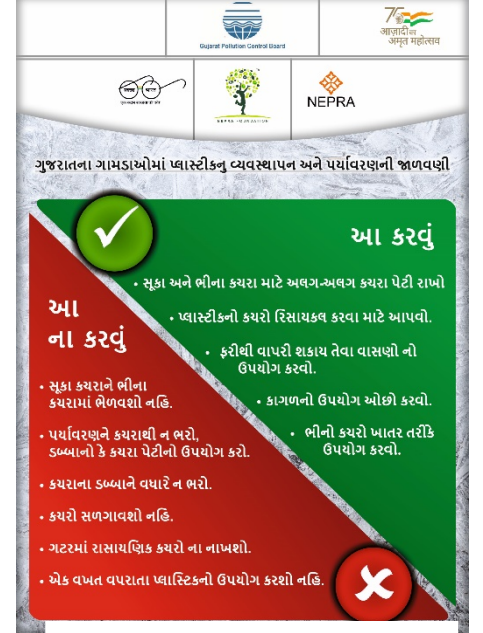 Gujarat Pollution Control Board
आज़ादी का
अमृत महोत्सव
स्वच्छ भारत
NEPRA FOUNDATION
NEPRA
ગુજરાતના ગામડાઓમાં પ્લાસ્ટીકનુ વ્યવસ્થાપન અને પર્યાવરણની જાળવણી
આ કરવું
• સૂકા અને ભીના કચરા માટે અલગ-અલગ કચરા પેટી રાખો
• પ્લાસ્ટીકનો કચરો રિસાયકલ કરવા માટે આપવો.
• ફરીથી વાપરી શકાય તેવા વાસણો નો
ઉપયોગ કરવો.
• કાગળનો ઉપયોગ ઓછો કરવો.
• ભીનો કચરો ખાતર તરીકે
ઉપયોગ કરવો.
આ
ના કરવું
• સૂકા કચરાને ભીના
કચરામાં ભેળવશો નહિ.
• પર્યાવરણને કચરાથી ન ભરો,
ડબ્બાનો કે કચરા પેટીનો ઉપયોગ કરો.
• કચરાના ડબ્બાને વધારે ન ભરો.
• કચરો સળગાવશો નહિ.
• ગટરમાં રાસાયણિક કચરો ના નાખશો.
• એક વખત વપરાતા પ્લાસ્ટિકનો ઉપયોગ કરશો નહિ.